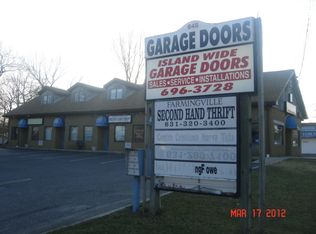 648
GARAGE DOORS
ISLAND WIDE
GARAGE DOORS
SALES • SERVICE • INSTALLATIONS
696-3728
FARMINGVILLE
SECOND HAND THRIFT
631-320-3400
MAR 17 2012